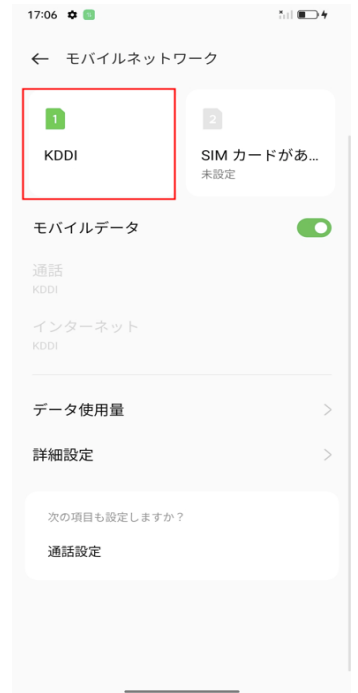 17:06
← モバイルネットワーク
1
2
KDDI
SIM カードがあ...
未設定
モバイルデータ
通話
KDDI
インターネット
KDDI
データ使用量
詳細設定
次の項目も設定しますか？
通話設定